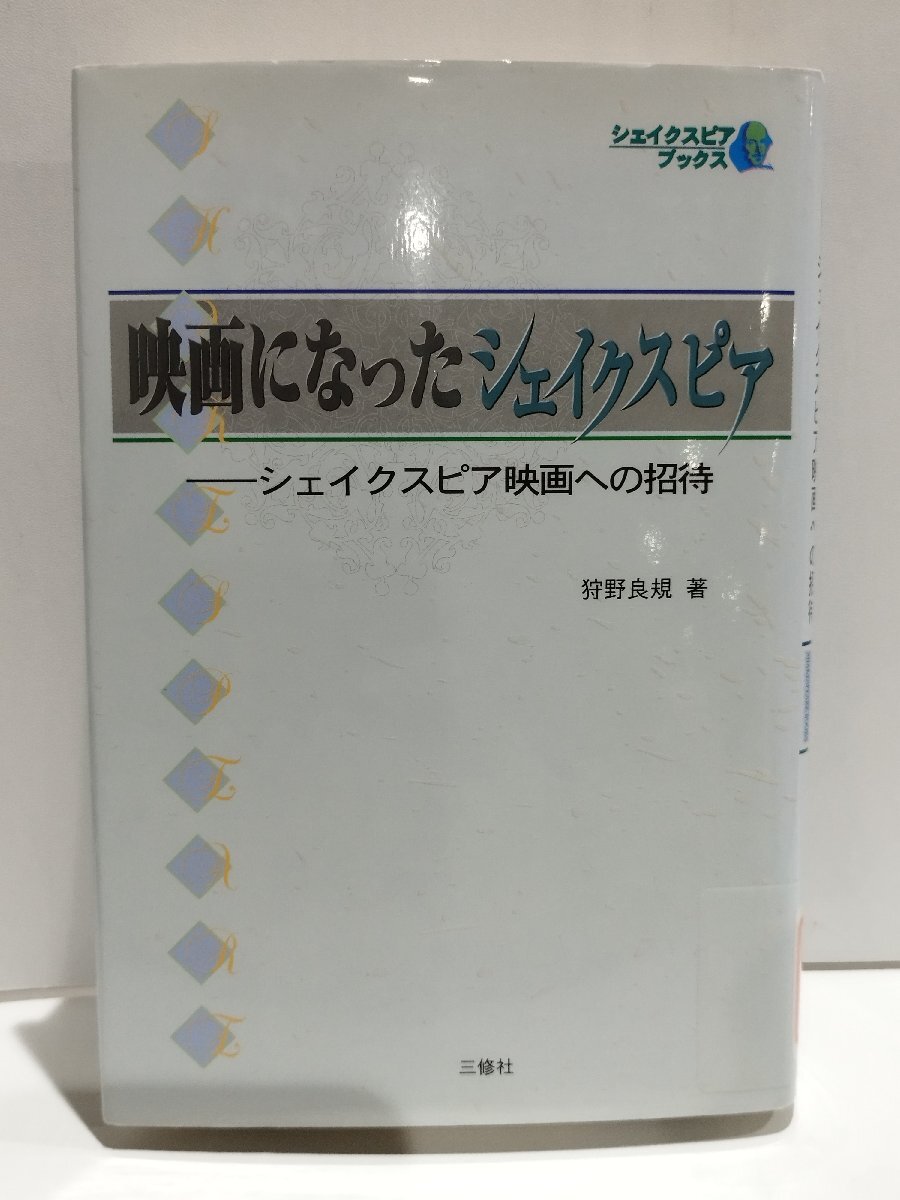 シェイクスピア
ブックス
映画になったシェイクスピア
——シェイクスピア映画への招待
狩野良規 著
三修社
S
H
A
K
E
S
P
E
A
R
E